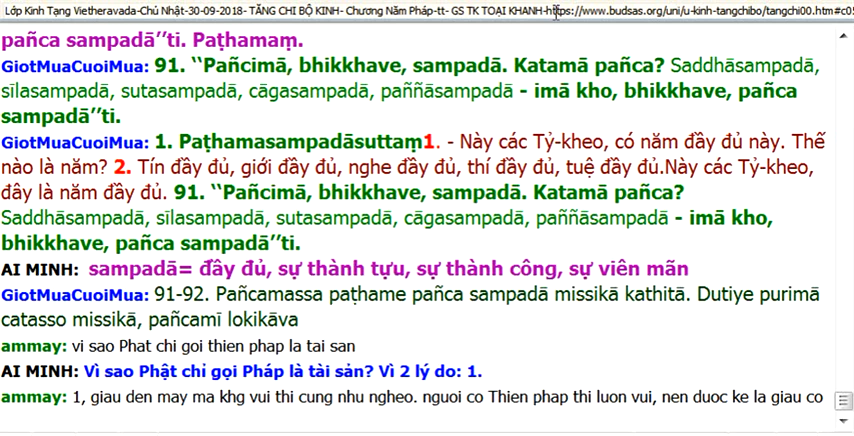 Lớp Kinh Tạng Vietheravada-Chủ Nhật-30-09-2018- TĂNG CHI BỘ KINH- Chương Năm Pháp-tt- GS TK TOẠI KHANH-https://www.budsas.org/uni/u-kinh-tangchibo/tangchi00.htm#c05
pañca sampadā’’ti. Paṭhamaṃ.
GiotMuaCuoiMua: 91. ‘‘Pañcimā, bhikkhave, sampadā. Katamā pañca? Saddhāsampadā,
sīlasampadā, sutasampadā, cāgasampadā, paññāsampadā - imā kho, bhikkhave, pañca
sampadā’’ti.
GiotMuaCuoiMua: 1. Paṭhamasampadāsuttaṃ1. - Này các Tỷ-kheo, có năm đầy đủ này. Thế
nào là năm? 2. Tín đầy đủ, giới đầy đủ, nghe đầy đủ, thí đầy đủ, tuệ đầy đủ.Này các Tỷ-kheo,
đây là năm đầy đủ. 91. ‘‘Pañcimā, bhikkhave, sampadā. Katamā pañca?
Saddhāsampadā, sīlasampadā, sutasampadā, cāgasampadā, paññāsampadā - imā kho,
bhikkhave, pañca sampadā’’ti.
AI MINH: sampadā= đầy đủ, sự thành tựu, sự thành công, sự viên mãn
GiotMuaCuoiMua: 91-92. Pañcamassa paṭhame pañca sampadā missikā kathitā. Dutiye purimā
catasso missikā, pañcamī lokikāva
ammay: vi sao Phat chi goi thien phap la tai san
AI MINH: Vì sao Phật chỉ gọi Pháp là tài sản? Vì 2 lý do: 1.
ammay: 1, giau den may ma khg vui thi cung nhu ngheo. nguoi co Thien phap thi luon vui, nen duoc ke la giau co